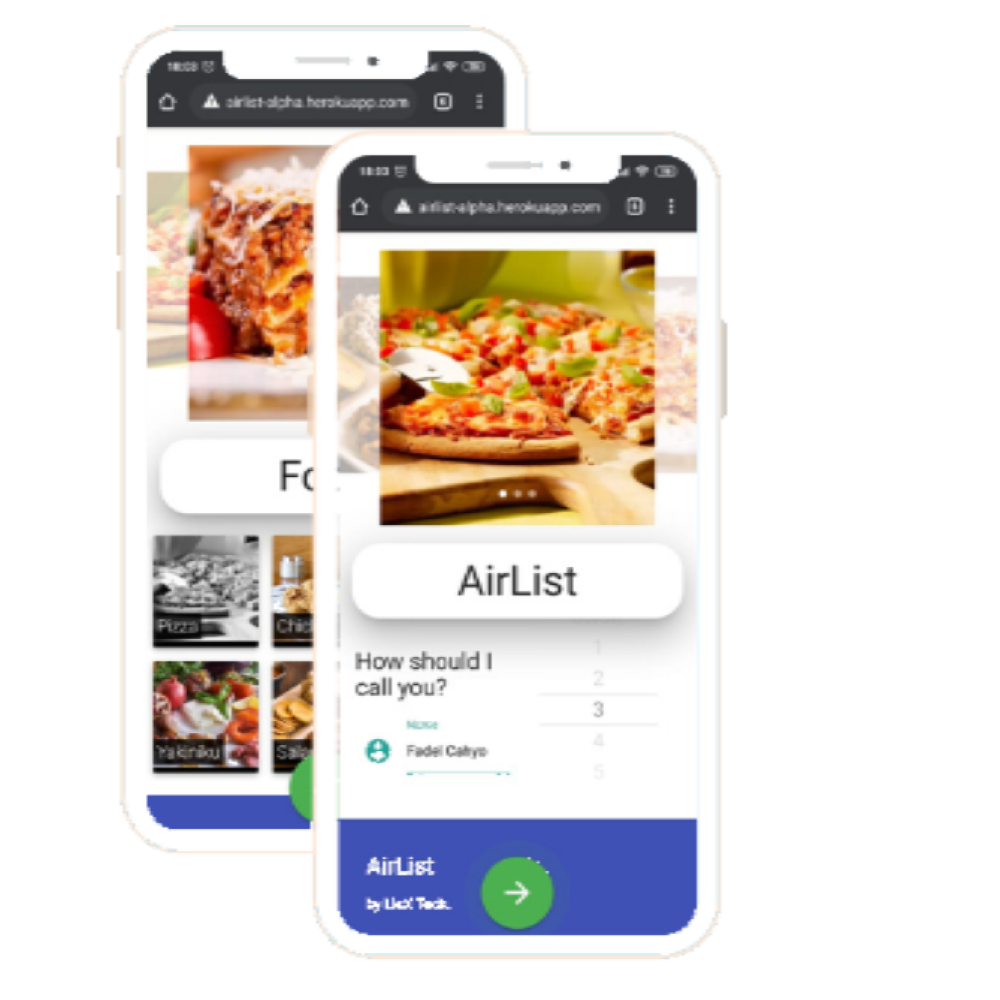 18:03
airlist-alpha.herokuapp.com
Fo
Pizza
Chic
Yakiniku
Sala
18:03
airlist-alpha.herokuapp.com
AirList
How should I
call you?
Name
Fadel Cahyo
1
2
3
4
5
AirList
by
Tech.